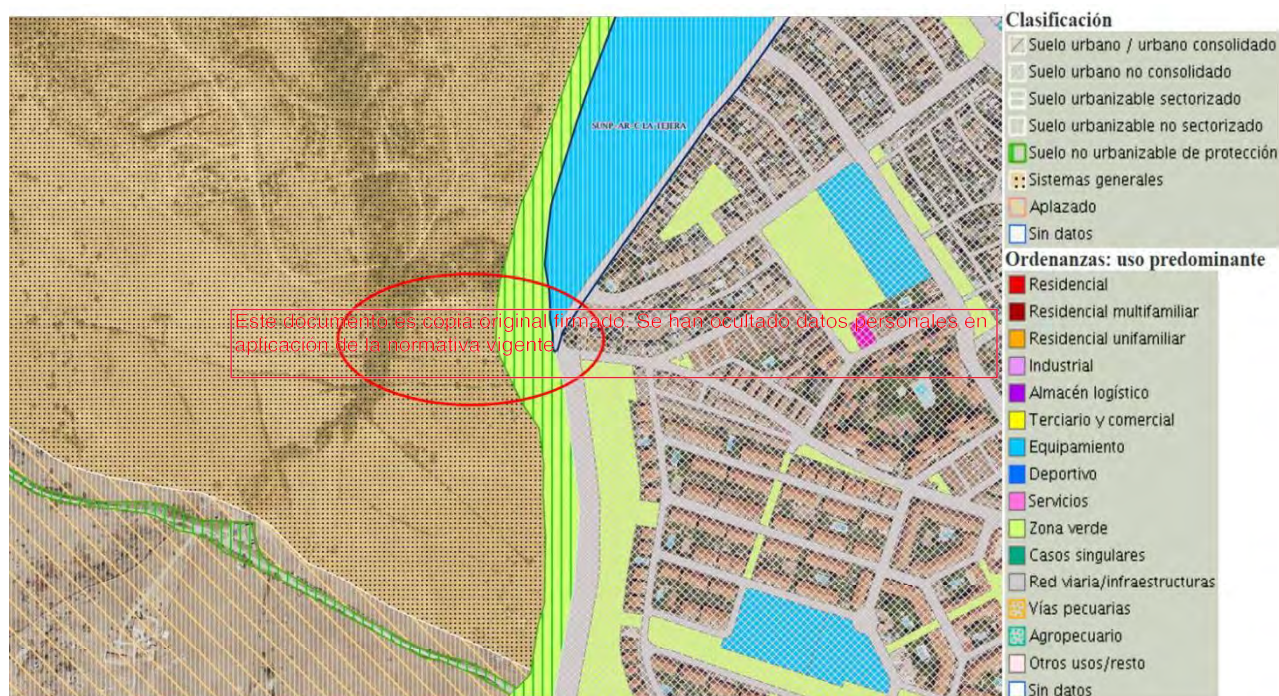 SUNP-AR-C LA TEJERA
Este documento es copia original firmado. Se han ocultado datos personales en
aplicación de la normativa vigente
Clasificación
Suelo urbano / urbano consolidado
Suelo urbano no consolidado
Suelo urbanizable sectorizado
Suelo urbanizable no sectorizado
Suelo no urbanizable de protección
Sistemas generales
Aplazado
Sin datos
Ordenanzas: uso predominante
Residencial
Residencial multifamiliar
Residencial unifamiliar
Industrial
Almacén logístico
Terciario y comercial
Equipamiento
Deportivo
Servicios
Zona verde
Casos singulares
Red viaria/infraestructuras
Vías pecuarias
Agropecuario
Otros usos/resto
Sin datos